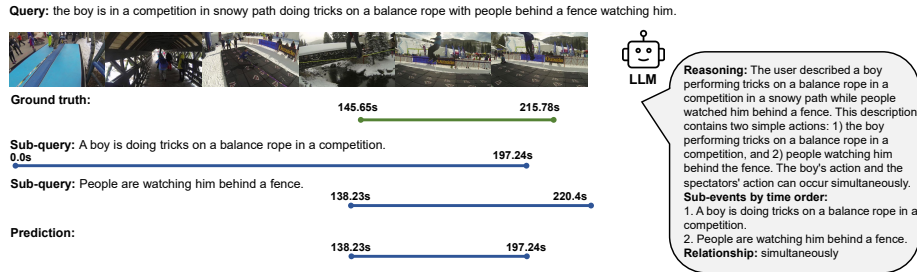 Query: the boy is in a competition in snowy path doing tricks on a balance rope with people behind a fence watching him.
Ground truth:
145.65s 215.78s
Sub-query: A boy is doing tricks on a balance rope in a competition.
0.0s 197.24s
Sub-query: People are watching him behind a fence.
138.23s 220.4s
Prediction:
138.23s 197.24s
LLM
Reasoning: The user described a boy
performing tricks on a balance rope in a
competition in a snowy path while people
watched him behind a fence. This description
contains two simple actions: 1) the boy
performing tricks on a balance rope in a
competition, and 2) people watching him
behind the fence. The boy's action and the
spectators' action can occur simultaneously.
Sub-events by time order:
1. A boy is doing tricks on a balance rope in a
competition.
2. People are watching him behind a fence.
Relationship: simultaneously